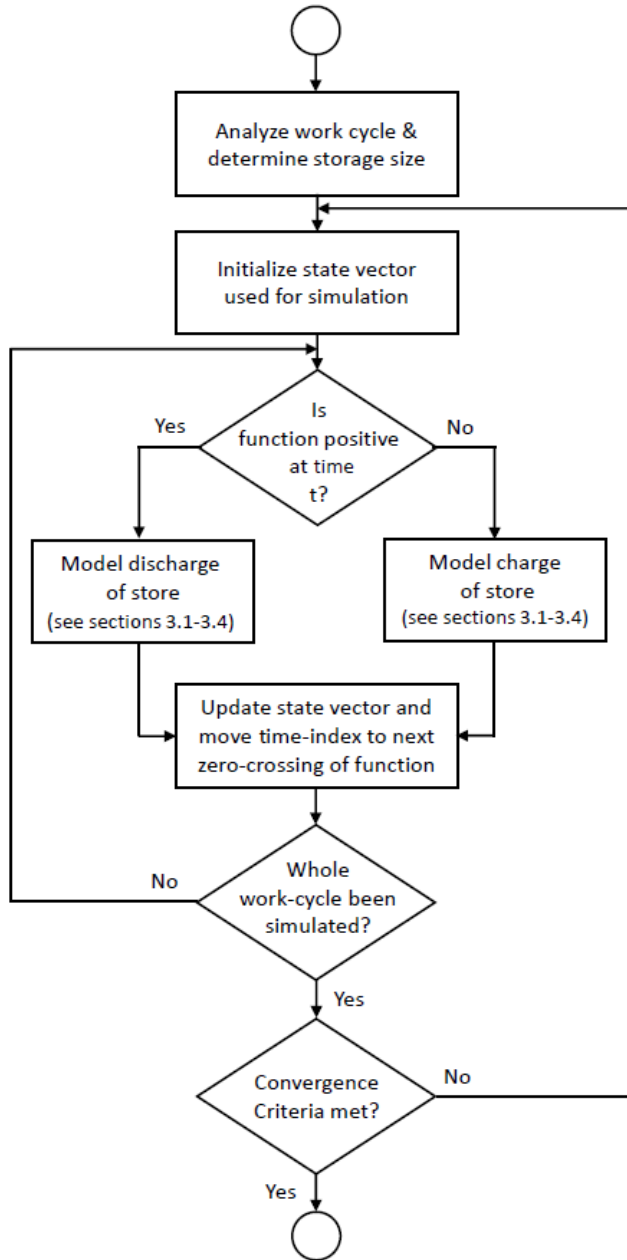 Analyze work cycle &
determine storage size
Initialize state vector
used for simulation
Is
function positive
at time
t?
Yes
No
Model discharge
of store
(see sections 3.1-3.4)
Model charge
of store
(see sections 3.1-3.4)
Update state vector and
move time-index to next
zero-crossing of function
Whole
work-cycle been
simulated?
No
Yes
Convergence
Criteria met?
No
Yes